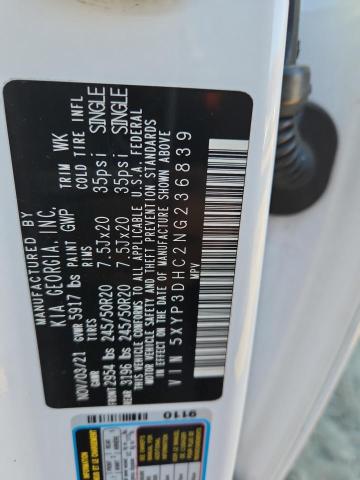 MANUFACTURED BY
KIA GEORGIA, INC.
NOV/03/21 GVWR 5917 lbs PAINT GWP TRIM WK
GAWR TIRES RIMS COLD TIRE INFL
FRONT 2954 lbs 245/50R20 7.5Jx20 35psi SINGLE
REAR 3196 lbs 245/50R20 7.5Jx20 35psi SINGLE
THIS VEHICLE CONFORMS TO ALL APPLICABLE U.S.A. FEDERAL
MOTOR VEHICLE SAFETY AND THEFT PREVENTION STANDARDS
IN EFFECT ON THE DATE OF MANUFACTURE SHOWN ABOVE
VIN 5XYP3DHC2NG236839
MPV
9110
INFORMATION